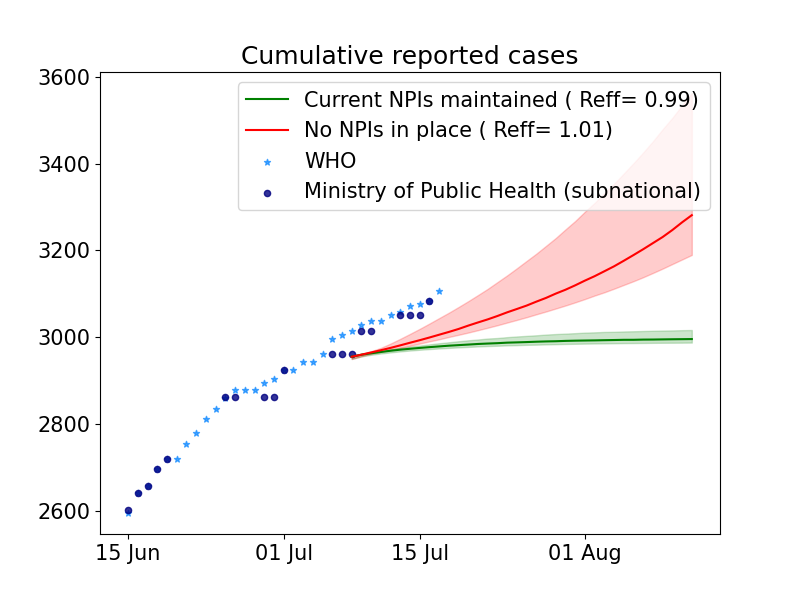 Cumulative reported cases
3600
3400
3200
3000
2800
2600
Current NPIs maintained ( Reff= 0.99)
No NPIs in place ( Reff= 1.01)
WHO
Ministry of Public Health (subnational)
15 Jun
01 Jul
15 Jul
01 Aug